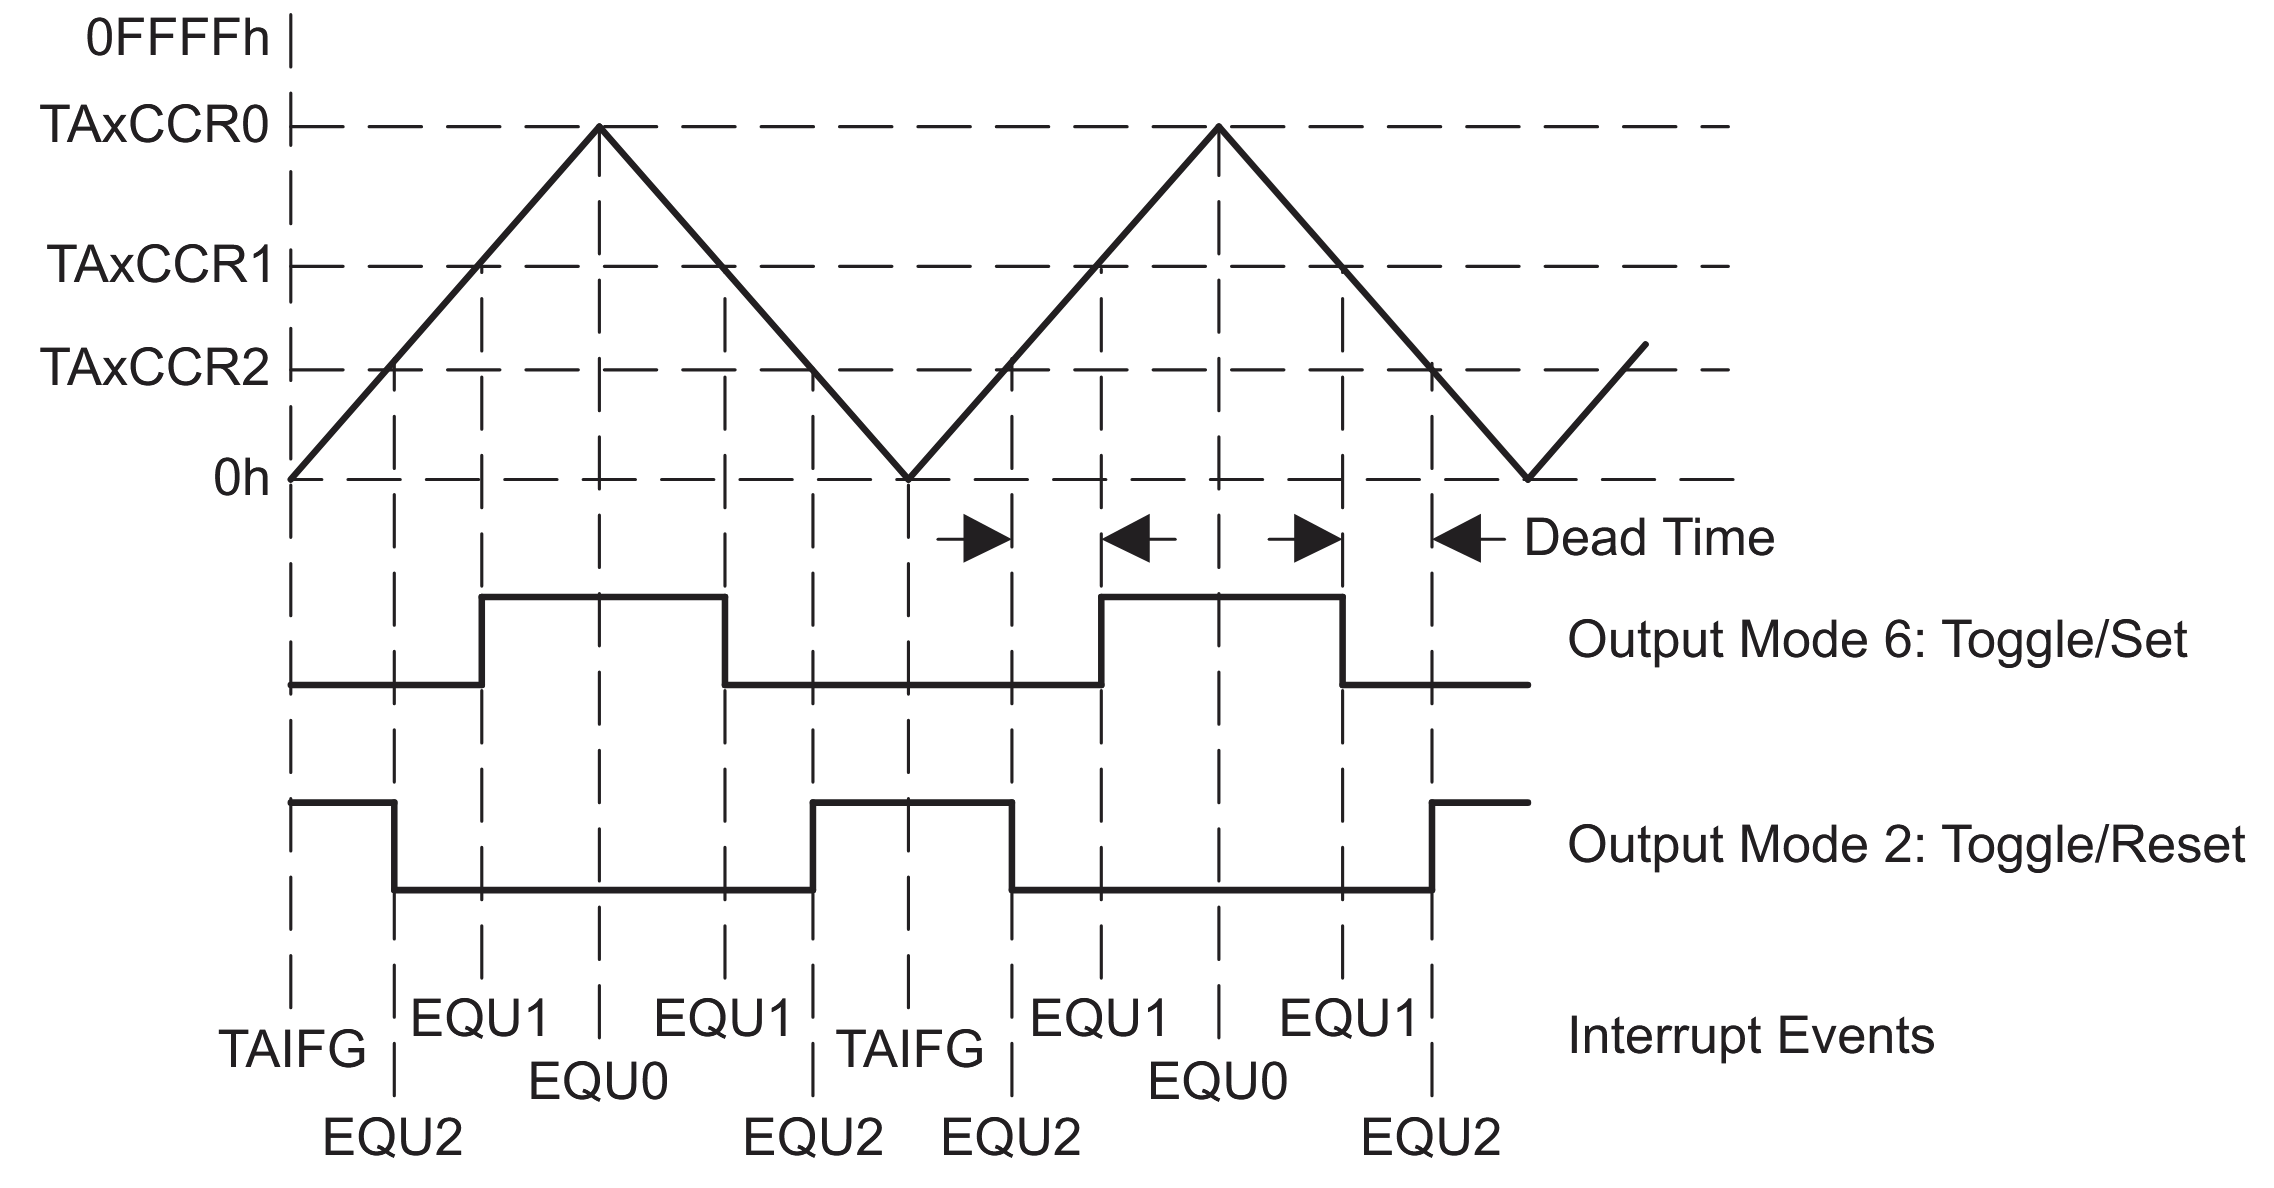 0FFFFh
TAxCCR0
TAxCCR1
TAxCCR2
0h
Dead Time
Output Mode 6: Toggle/Set
Output Mode 2: Toggle/Reset
EQU1 EQU1 EQU1 EQU1
Interrupt Events
TAIFG TAIFG
EQU0 EQU0
EQU2 EQU2 EQU2 EQU2